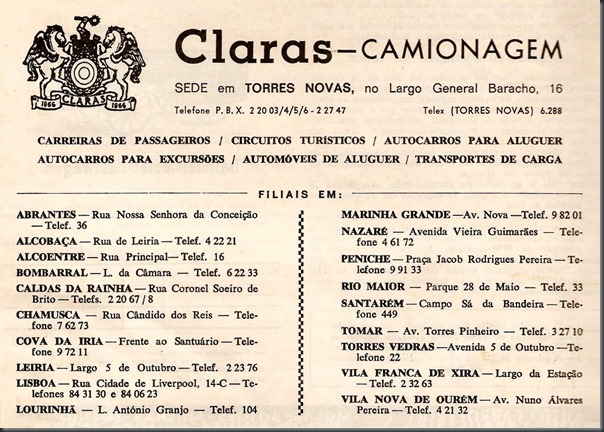 Claras – CAMIONAGEM
SEDE em TORRES NOVAS, no Largo General Baracho, 16
Telefone P. B. X. 2 20 03/4/5/6 - 2 27 47 Telex (TORRES NOVAS) 6.288
CLARAS
1866 1966
CARREIRAS DE PASSAGEIROS / CIRCUITOS TURÍSTICOS / AUTOCARROS PARA ALUGUER
AUTOCARROS PARA EXCURSÕES / AUTOMÓVEIS DE ALUGUER / TRANSPORTES DE CARGA
FILIAIS EM:
ABRANTES — Rua Nossa Senhora da Conceição
— Telef. 36
ALCOBAÇA — Rua de Leiria — Telef. 4 22 21
ALCOENTRE — Rua Principal — Telef. 16
BOMBARRAL — L. da Câmara — Telef. 6 22 33
CALDAS DA RAINHA — Rua Coronel Soeiro de
Brito — Telefs. 2 20 67 / 8
CHAMUSCA — Rua Cândido dos Reis — Tele-
fone 7 62 73
COVA DA IRIA — Frente ao Santuário — Tele-
fone 9 72 11
LEIRIA — Largo 5 de Outubro — Telef. 2 23 76
LISBOA — Rua Cidade de Liverpool, 14-C — Te-
lefones 84 31 30 e 84 06 23
LOURINHÃ — L. António Granjo — Telef. 104
MARINHA GRANDE — Av. Nova — Telef. 9 82 01
NAZARÉ — Avenida Vieira Guimarães — Tele-
fone 4 61 72
PENICHE — Praça Jacob Rodrigues Pereira — Te-
lefone 9 91 33
RIO MAIOR — Parque 28 de Maio — Telef. 33
SANTARÉM — Campo Sá da Bandeira — Tele-
fone 449
TOMAR — Av. Torres Pinheiro — Telef. 3 27 10
TORRES VEDRAS — Avenida 5 de Outubro — Te-
lefone 22
VILA FRANCA DE XIRA — Largo da Estação
— Telef. 2 32 63
VILA NOVA DE OURÉM — Av. Nuno Álvares
Pereira — Telef. 4 21 32